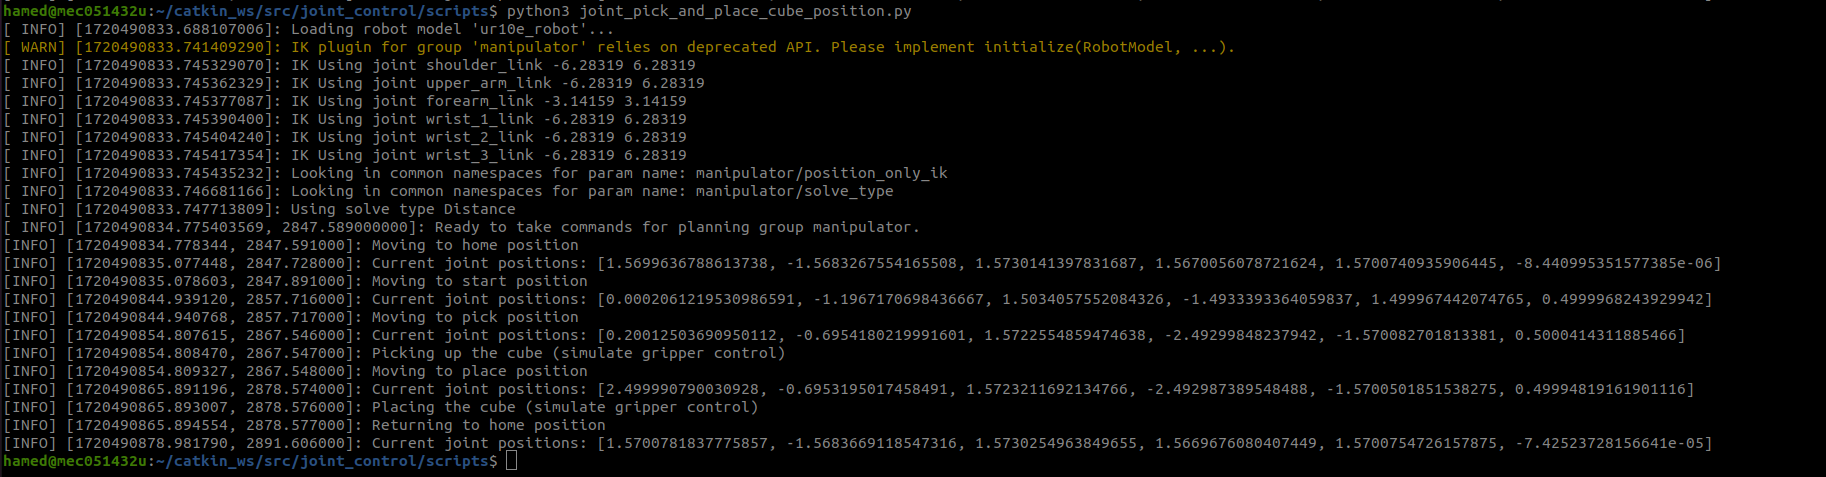 hamed@mec051432u:~/catkin_ws/src/joint_control/scripts$ python3 joint_pick_and_place_cube_position.py
[ INFO] [1720490833.688107006]: Loading robot model 'ur10e_robot'...
[ WARN] [1720490833.741409290]: IK plugin for group 'manipulator' relies on deprecated API. Please implement initialize(RobotModel, ...).
[ INFO] [1720490833.745329070]: IK Using joint shoulder_link -6.28319 6.28319
[ INFO] [1720490833.745362329]: IK Using joint upper_arm_link -6.28319 6.28319
[ INFO] [1720490833.745377087]: IK Using joint forearm_link -3.14159 3.14159
[ INFO] [1720490833.745390400]: IK Using joint wrist_1_link -6.28319 6.28319
[ INFO] [1720490833.745404240]: IK Using joint wrist_2_link -6.28319 6.28319
[ INFO] [1720490833.745417354]: IK Using joint wrist_3_link -6.28319 6.28319
[ INFO] [1720490833.745435232]: Looking in common namespaces for param name: manipulator/position_only_ik
[ INFO] [1720490833.746681166]: Looking in common namespaces for param name: manipulator/solve_type
[ INFO] [1720490833.747713809]: Using solve type Distance
[ INFO] [1720490834.775403569, 2847.589000000]: Ready to take commands for planning group manipulator.
[INFO] [1720490834.778344, 2847.591000]: Moving to home position
[INFO] [1720490835.077448, 2847.728000]: Current joint positions: [1.5699636788613738, -1.5683267554165508, 1.5730141397831687, 1.5670056078721624, 1.5700740935906445, -8.440995351577385e-06]
[INFO] [1720490835.078603, 2847.891000]: Moving to start position
[INFO] [1720490844.939120, 2857.716000]: Current joint positions: [0.0002061219530986591, -1.1967170698436667, 1.5034057552084326, -1.4933393364059837, 1.499967442074765, 0.4999968243929942]
[INFO] [1720490844.940768, 2857.717000]: Moving to pick position
[INFO] [1720490854.807615, 2867.546000]: Current joint positions: [0.20012503690950112, -0.6954180219991601, 1.5722554859474638, -2.49299848237942, -1.570082701813381, 0.5000414311885466]
[INFO] [1720490854.808470, 2867.547000]: Picking up the cube (simulate gripper control)
[INFO] [1720490854.809327, 2867.548000]: Moving to place position
[INFO] [1720490865.891196, 2878.574000]: Current joint positions: [2.499990790030928, -0.6953195017458491, 1.5723211692134766, -2.492987389548488, -1.5700501851538275, 0.49994819161901116]
[INFO] [1720490865.893007, 2878.576000]: Placing the cube (simulate gripper control)
[INFO] [1720490865.894554, 2878.577000]: Returning to home position
[INFO] [1720490878.981790, 2891.606000]: Current joint positions: [1.5700781837775857, -1.5683669118547316, 1.5730254963849655, 1.5669676080407449, 1.5700754726157875, -7.42523728156641e-05]
hamed@mec051432u:~/catkin_ws/src/joint_control/scripts$